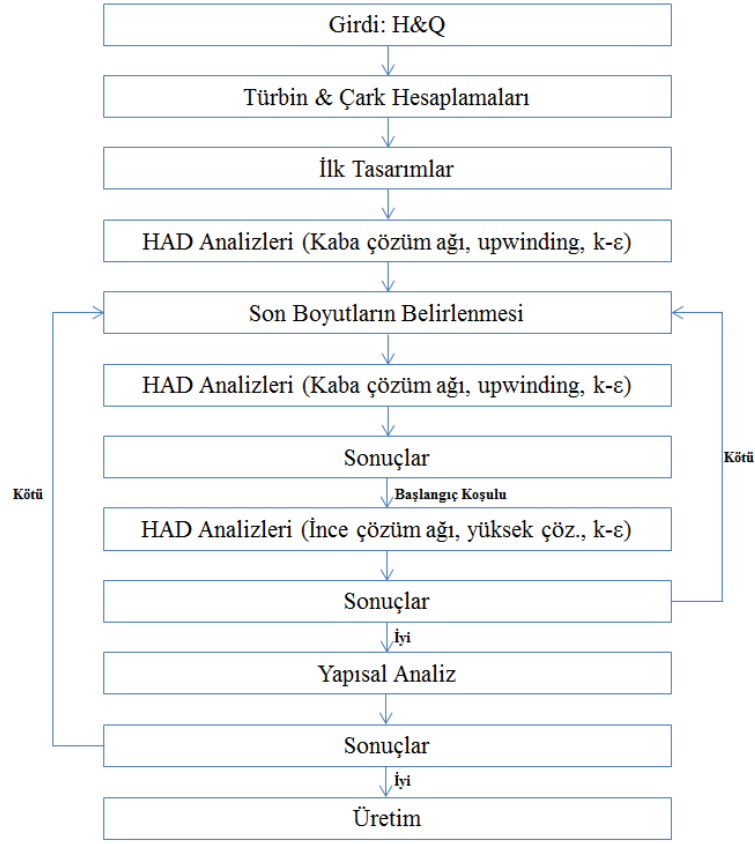 Girdi: H&Q
Türbin & Çark Hesaplamaları
İlk Tasarımlar
HAD Analizleri (Kaba çözüm ağı, upwinding, k-ε)
Son Boyutların Belirlenmesi
HAD Analizleri (Kaba çözüm ağı, upwinding, k-ε)
Sonuçlar
Kötü
Kötü
Başlangıç Koşulu
HAD Analizleri (İnce çözüm ağı, yüksek çöz., k-ε)
Sonuçlar
İyi
Yapısal Analiz
Sonuçlar
İyi
Üretim